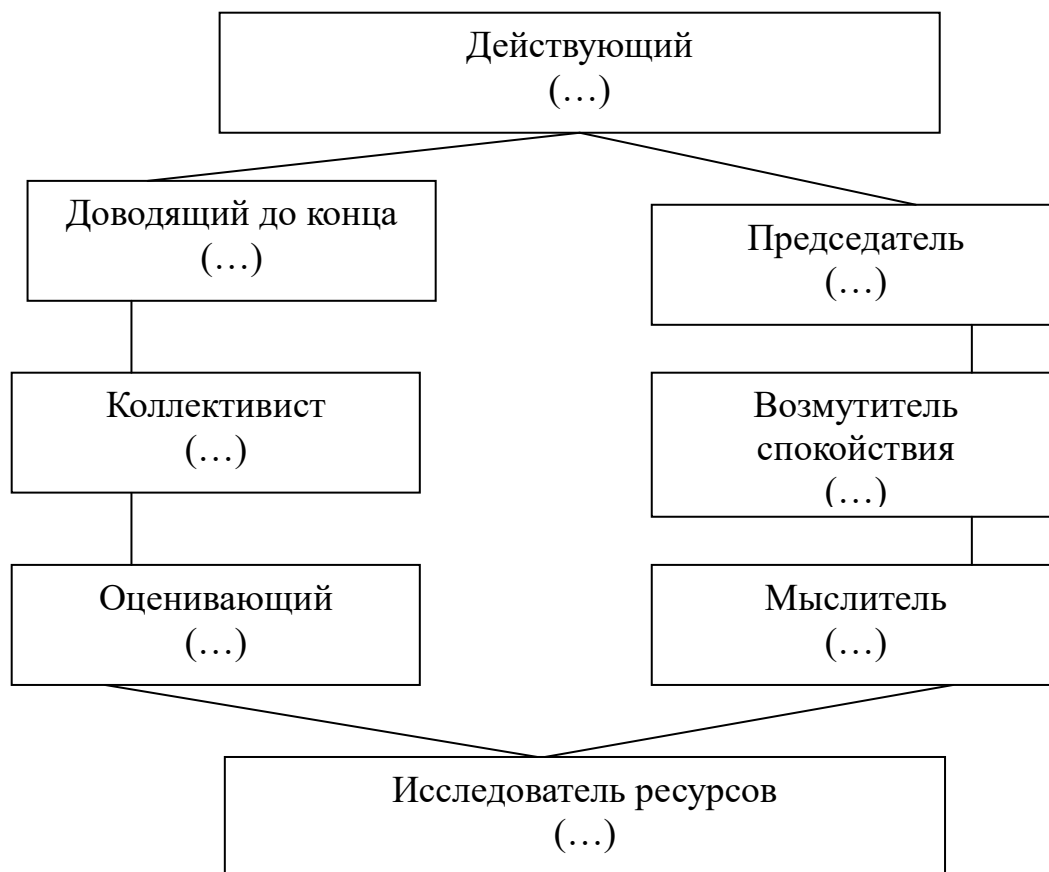 Действующий
(…)
Доводящий до конца
(…)
Председатель
(…)
Коллективист
(…)
Возмутитель
спокойствия
(…)
Оценивающий
(…)
Мыслитель
(…)
Исследователь ресурсов
(…)